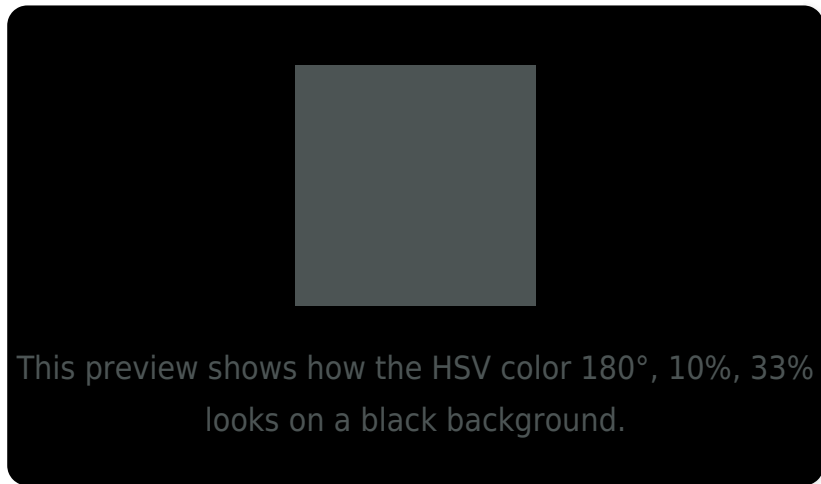 This preview shows how the HSV color 180°, 10%, 33%
looks on a black background.